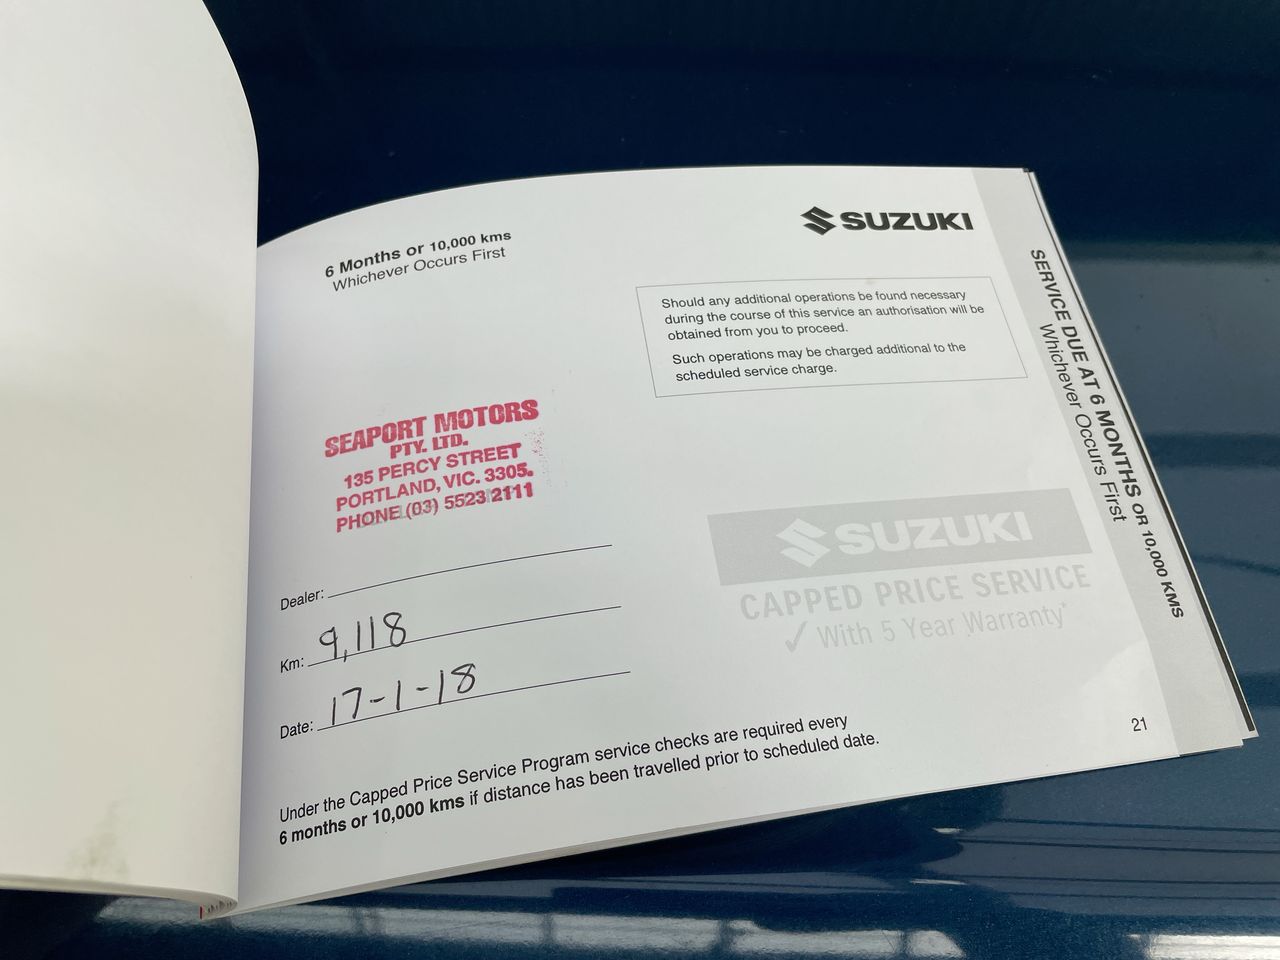 6 Months or 10,000 kms
Whichever Occurs First
SUZUKI
Should any additional operations be found necessary
during the course of this service an authorisation will be
obtained from you to proceed.
Such operations may be charged additional to the
scheduled service charge.
SEAPORT MOTORS
PTY. LTD.
135 PERCY STREET
PORTLAND, VIC. 3305.
PHONE (03) 5523 2111
Dealer:
Km: 9,118
Date: 17-1-18
SUZUKI
CAPPED PRICE SERVICE
✓ With 5 Year Warranty*
Under the Capped Price Service Program service checks are required every
6 months or 10,000 kms if distance has been travelled prior to scheduled date.
21
SERVICE DUE AT 6 MONTHS OR 10,000 KMS
Whichever Occurs First